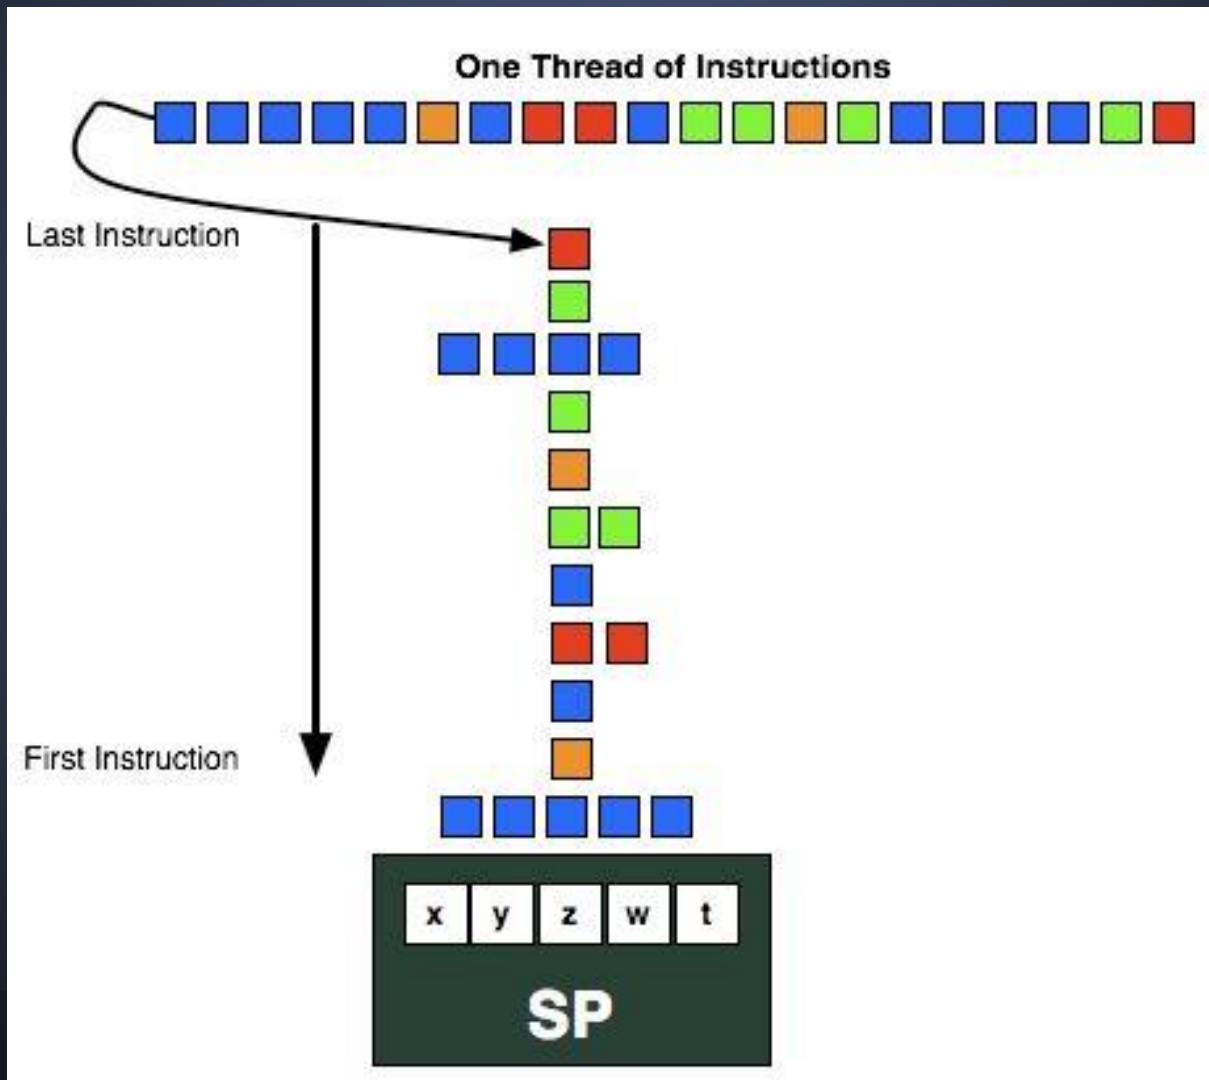 One Thread of Instructions
Last Instruction
First Instruction
x y z w t
SP